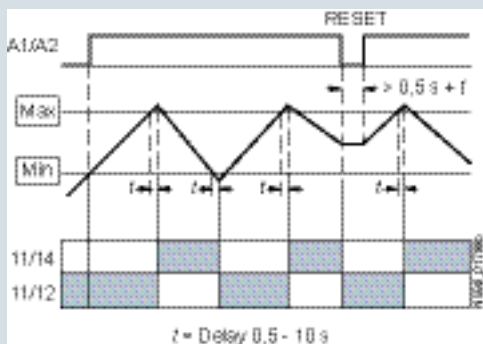 RESET
A1/A2
> 0,5 s + t
Max
Min
t t t t
11/14
11/12
t = Delay 0.5 - 10 s